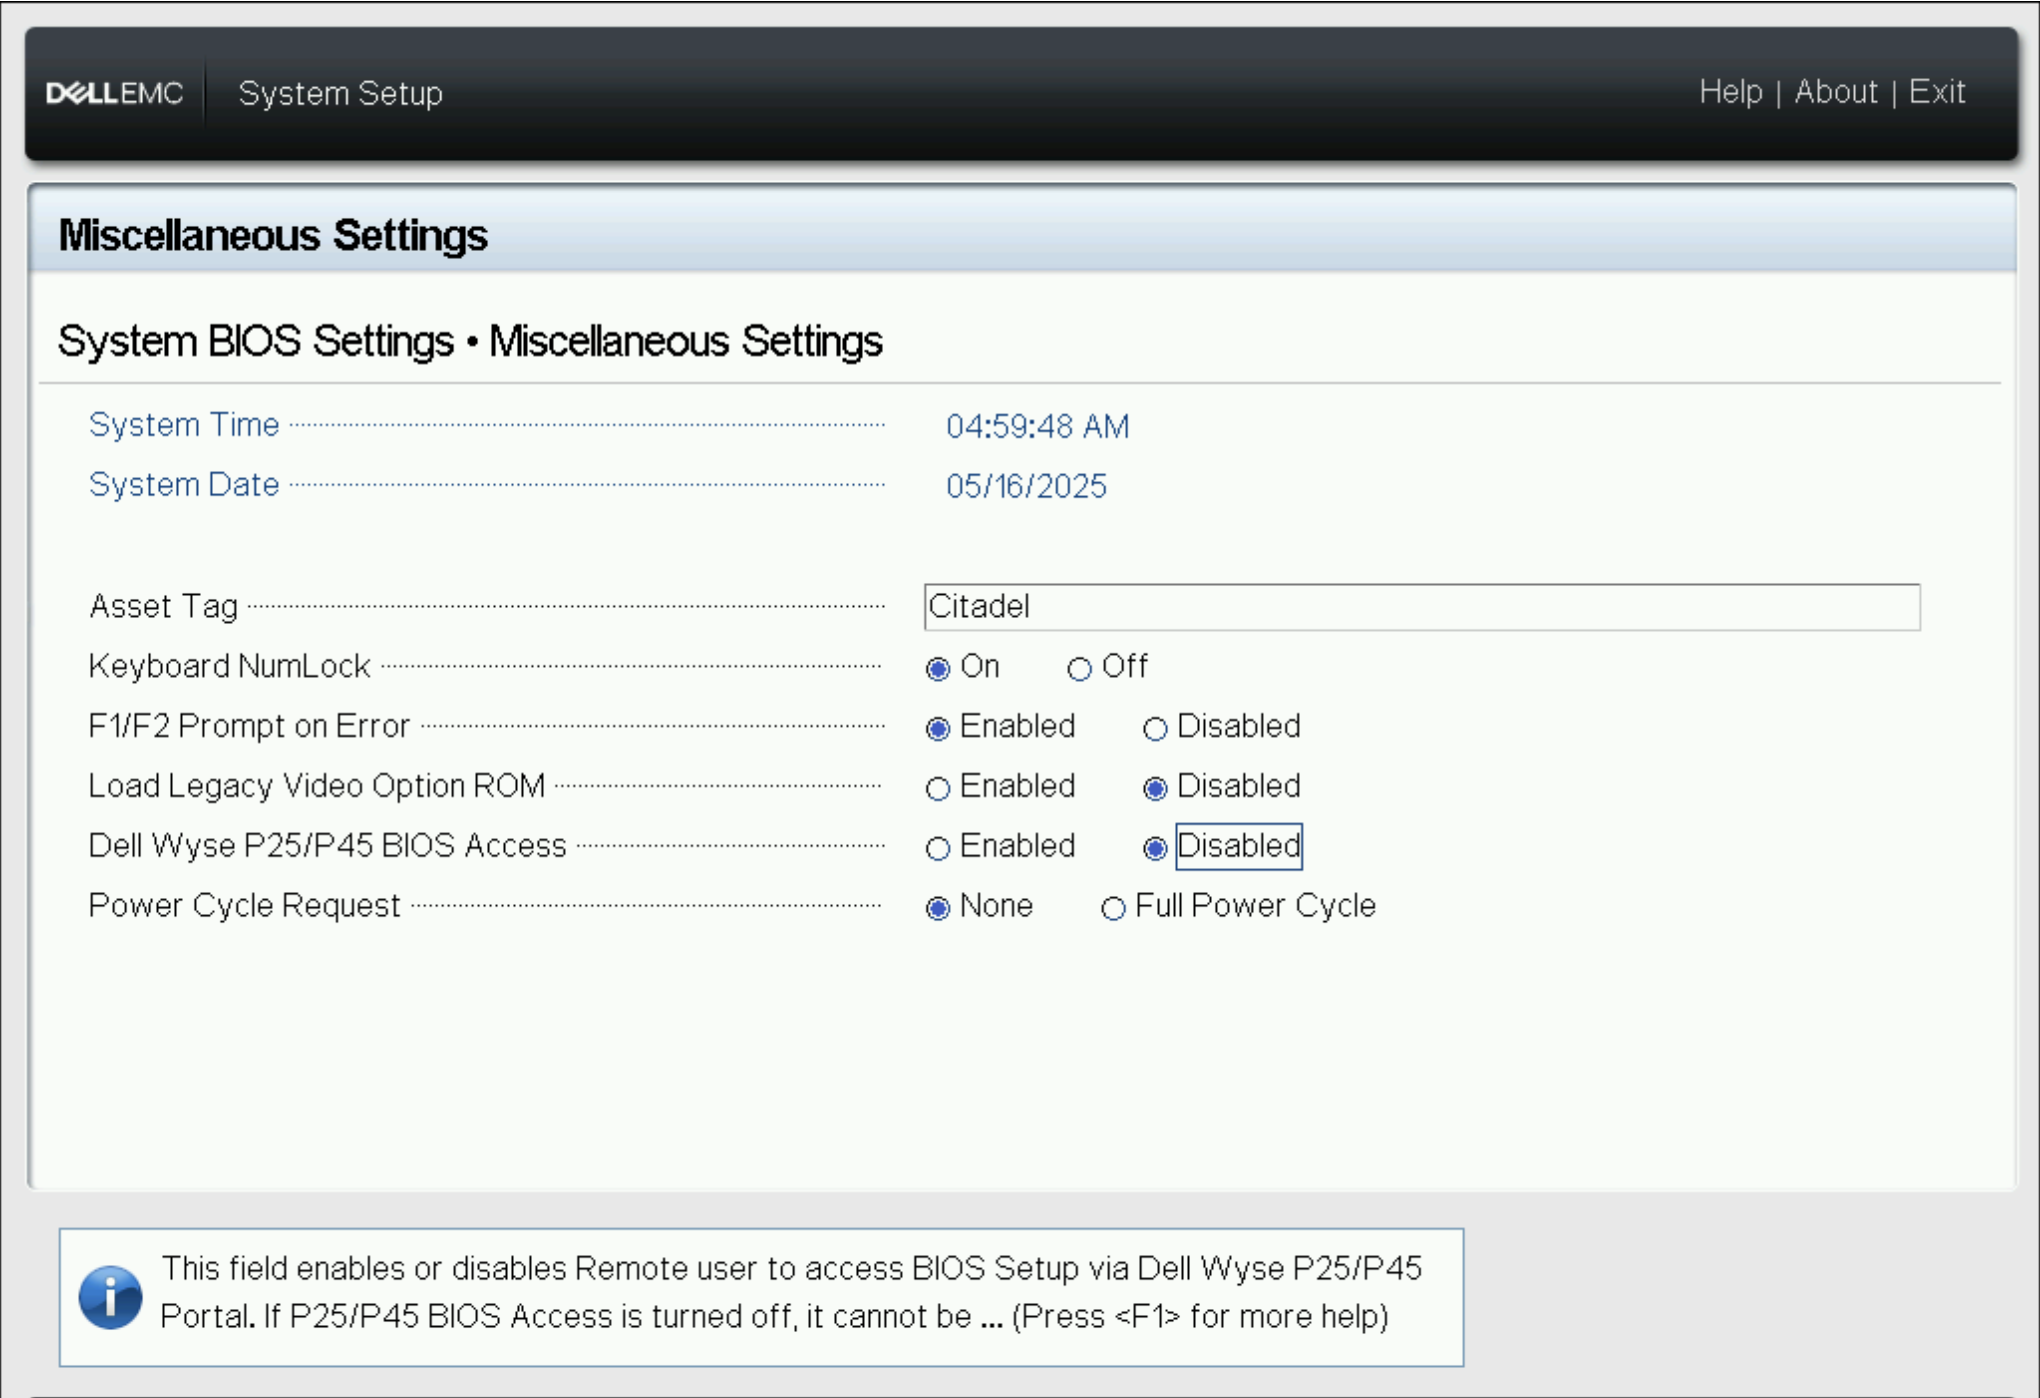 DELLEMC System Setup Help | About | Exit
Miscellaneous Settings
System BIOS Settings • Miscellaneous Settings
System Time 04:59:48 AM
System Date 05/16/2025
Asset Tag Citadel
Keyboard NumLock On Off
F1/F2 Prompt on Error Enabled Disabled
Load Legacy Video Option ROM Enabled Disabled
Dell Wyse P25/P45 BIOS Access Enabled Disabled
Power Cycle Request None Full Power Cycle
This field enables or disables Remote user to access BIOS Setup via Dell Wyse P25/P45
Portal. If P25/P45 BIOS Access is turned off, it cannot be ... (Press <F1> for more help)